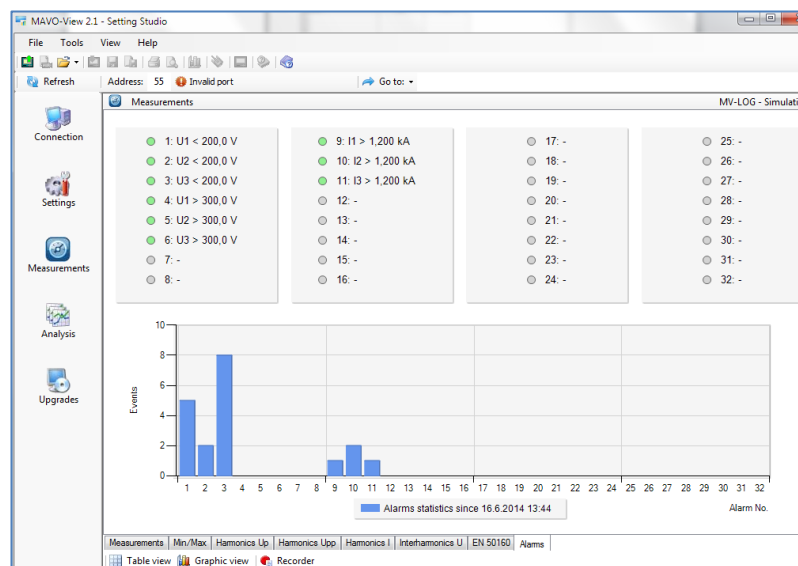 MAVO-View 2.1 - Setting Studio
File Tools View Help
Refresh Address: 55 Invalid port Go to:
Measurements MV-LOG - Simulati
Connection
Settings
Measurements
Analysis
Upgrades
1: U1 < 200,0 V
2: U2 < 200,0 V
3: U3 < 200,0 V
4: U1 > 300,0 V
5: U2 > 300,0 V
6: U3 > 300,0 V
7: -
8: -
9: I1 > 1,200 kA
10: I2 > 1,200 kA
11: I3 > 1,200 kA
12: -
13: -
14: -
15: -
16: -
17: -
18: -
19: -
20: -
21: -
22: -
23: -
24: -
25: -
26: -
27: -
28: -
29: -
30: -
31: -
32: -
10
8
6
4
2
0
Events
1 2 3 4 5 6 7 8 9 10 11 12 13 14 15 16 17 18 19 20 21 22 23 24 25 26 27 28 29 30 31 32
Alarms statistics since 16.6.2014 13:44 Alarm No.
Measurements Min/Max Harmonics Up Harmonics Upp Harmonics I Interharmonics U EN 50160 Alarms
Table view Graphic view Recorder